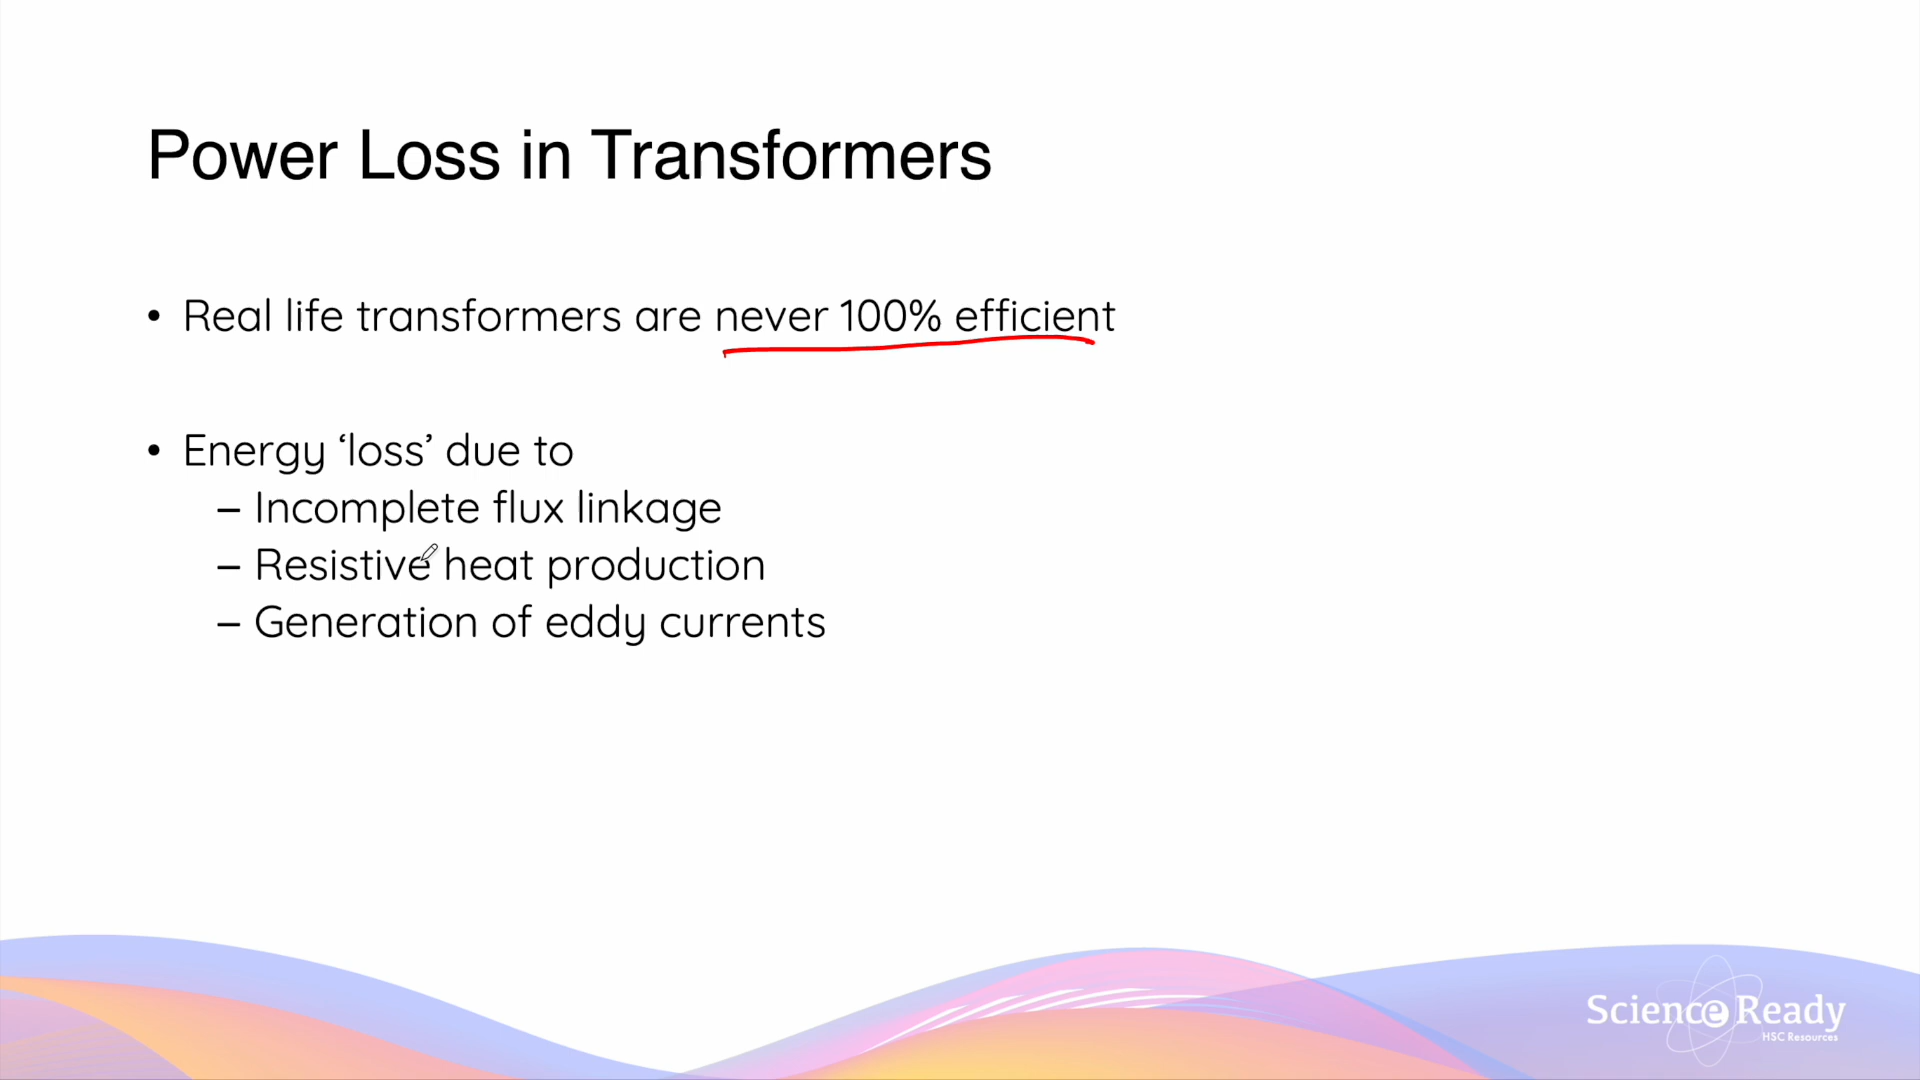 Power Loss in Transformers
• Real life transformers are never 100% efficient
• Energy ‘loss’ due to
– Incomplete flux linkage
– Resistive heat production
– Generation of eddy currents
Science Ready
HSC Resources